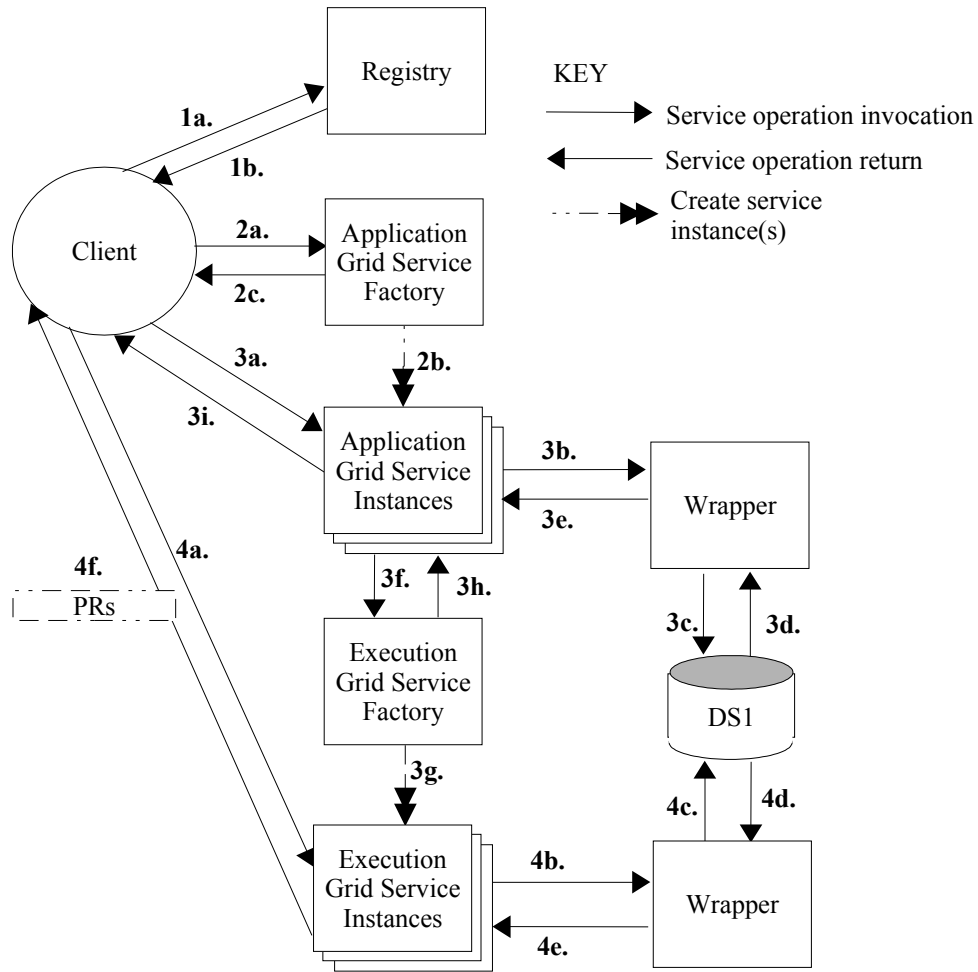 Registry
KEY
Service operation invocation
Service operation return
Create service
instance(s)
1a.
1b.
Client
2a.
2c.
Application
Grid Service
Factory
2b.
3a.
3i.
Application
Grid Service
Instances
3b.
3e.
Wrapper
4f.
PRs
4a.
3f.
3h.
3c.
3d.
Execution
Grid Service
Factory
DS1
3g.
4c.
4d.
Execution
Grid Service
Instances
4b.
4e.
Wrapper